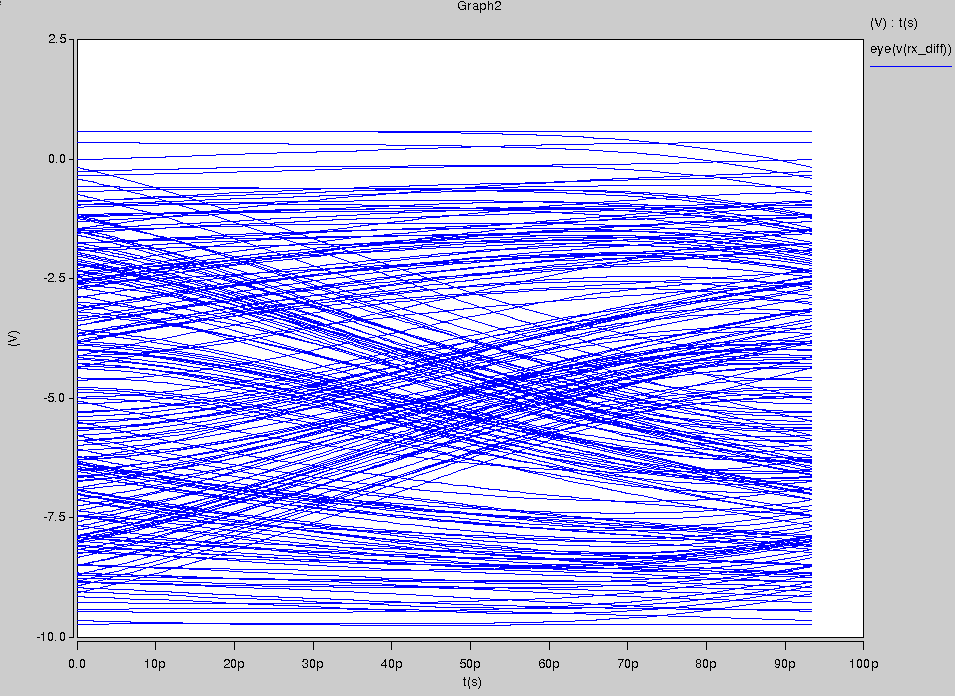 Graph2
(V) : t(s)
eye(v(rx_diff))
2.5
0.0
-2.5
-5.0
-7.5
-10.0
(V)
0.0 10p 20p 30p 40p 50p 60p 70p 80p 90p 100p
t(s)